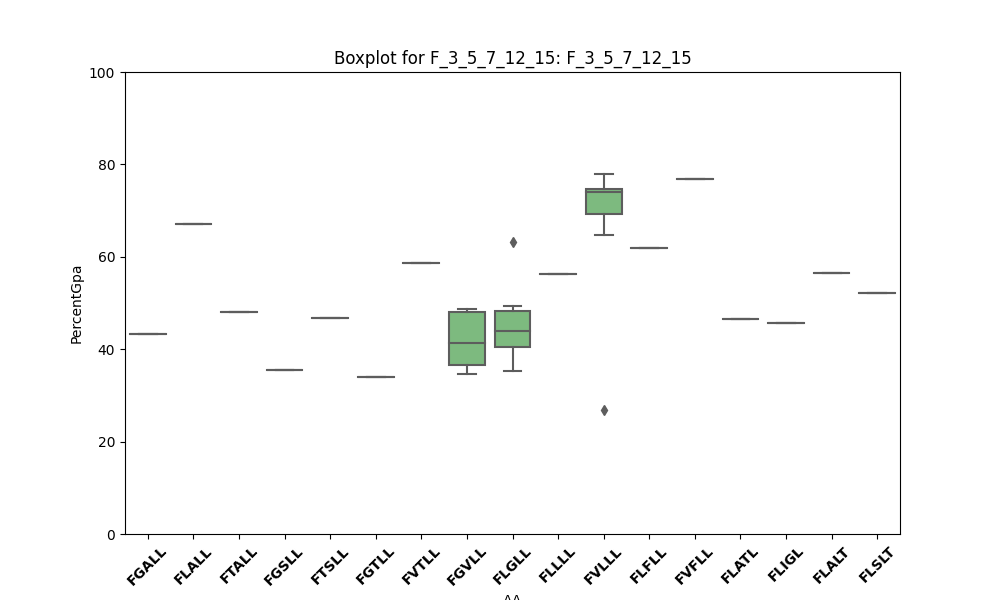 Boxplot for F_3_5_7_12_15: F_3_5_7_12_15
100
80
60
40
20
0
PercentGpa
FGALL
FLALL
FTALL
FGSLL
FTSLL
FGTLL
FVTLL
FGVLL
FLGLL
FLLLL
FVLLL
FLFLL
FVFLL
FLATL
FLIGL
FLALT
FLSLT
AA